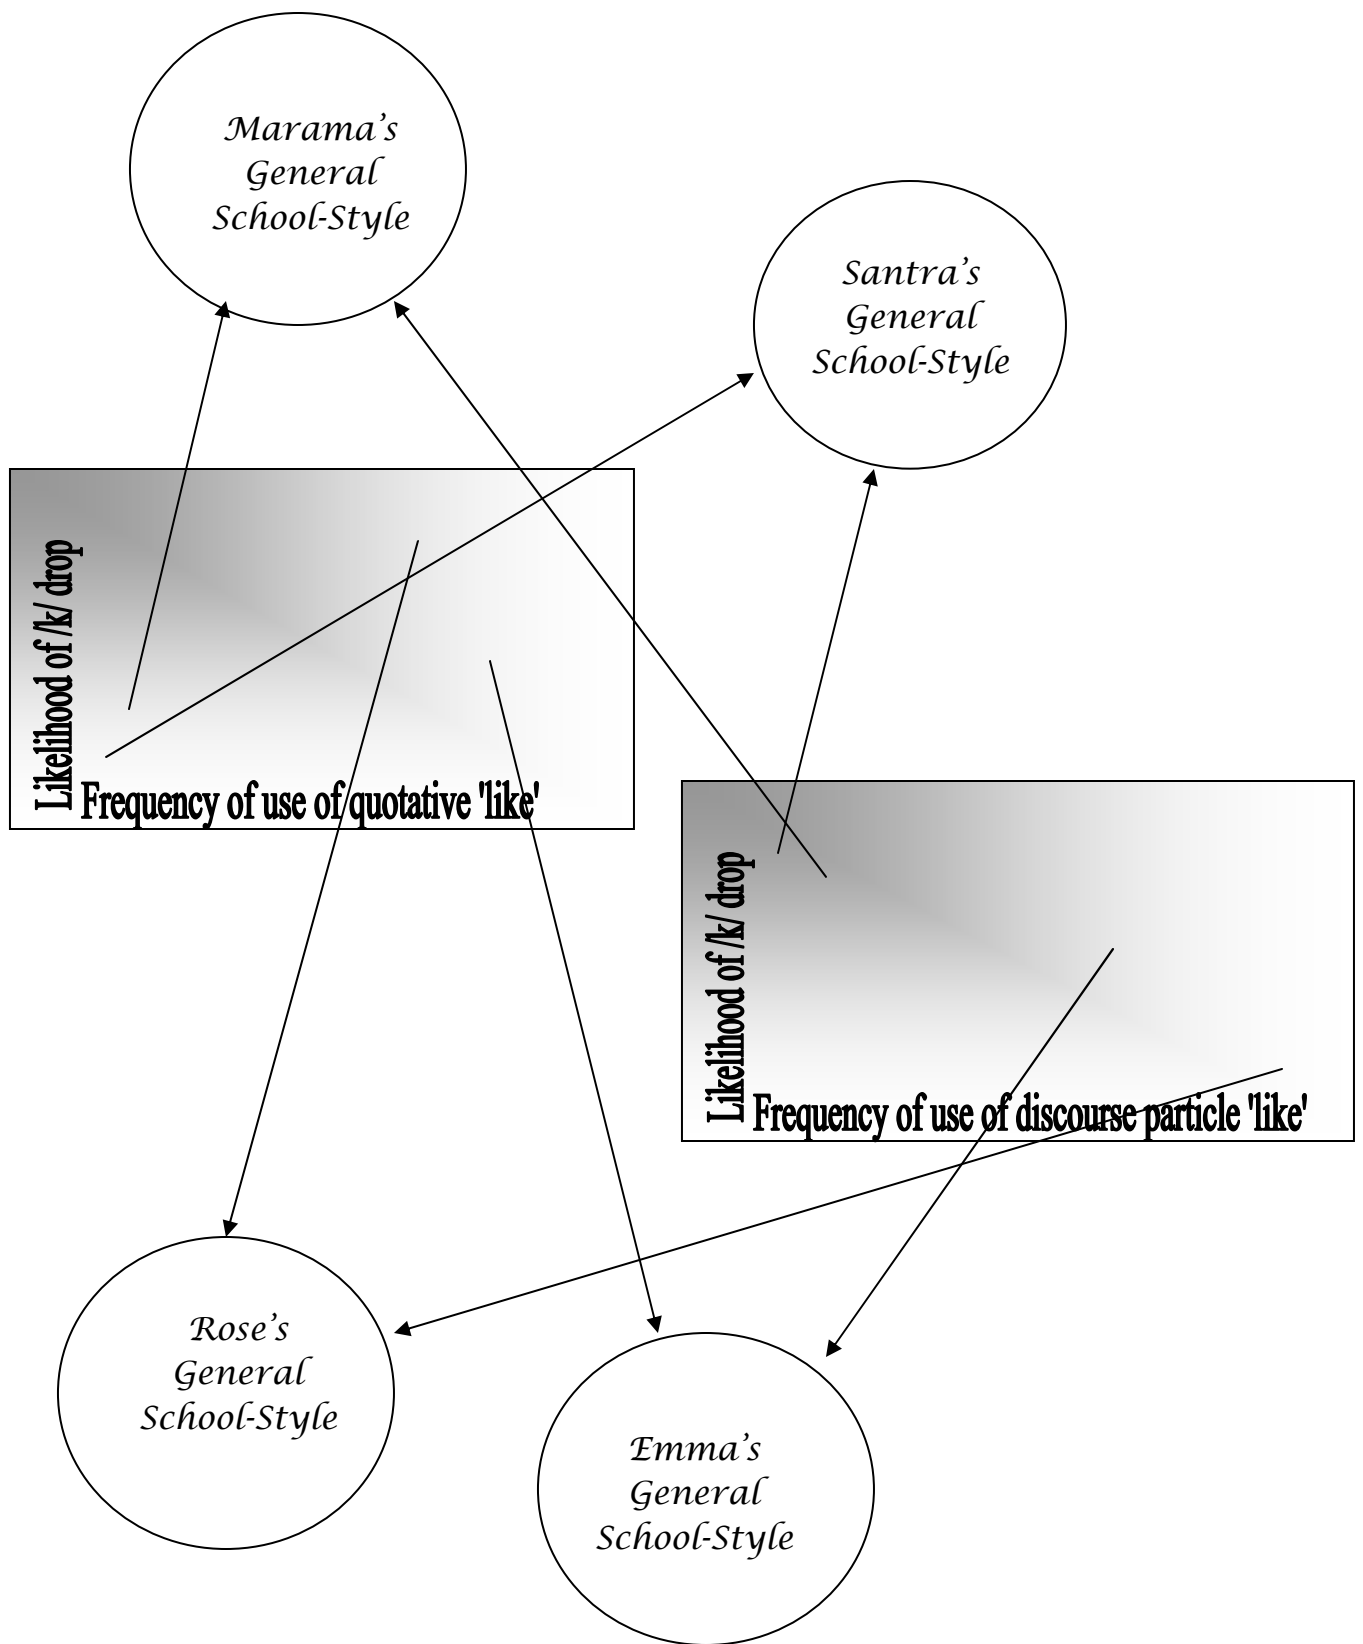 Marama's
General
School-Style
Santra's
General
School-Style
Likelihood of /k/ drop
Frequency of use of quotative 'like'
Likelihood of /k/ drop
Frequency of use of discourse particle 'like'
Rose's
General
School-Style
Emma's
General
School-Style